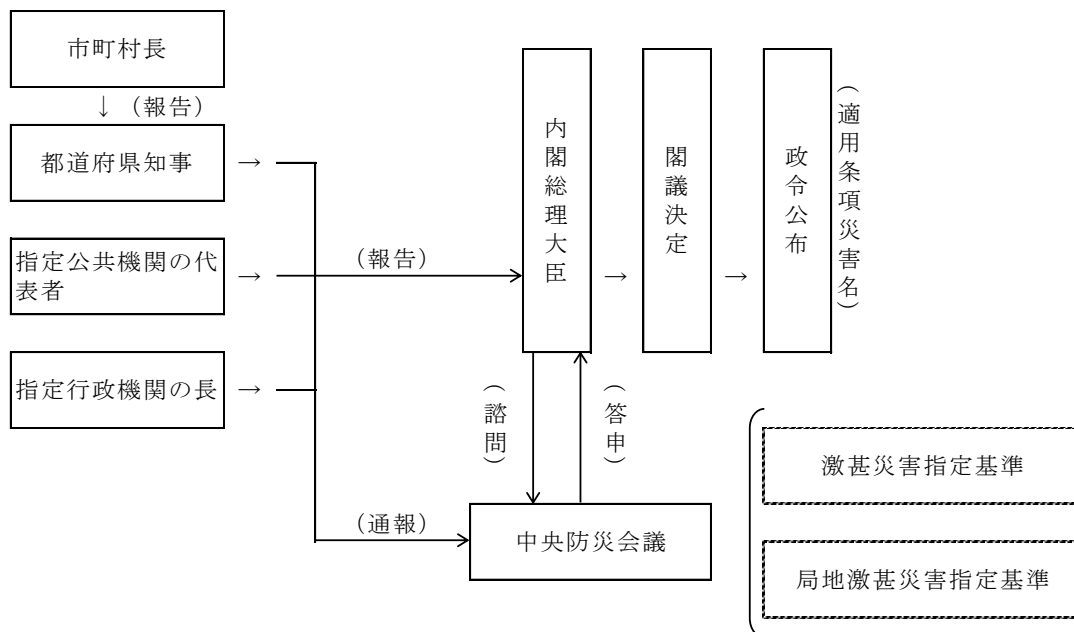 市町村長
↓（報告）
都道府県知事 →
指定公共機関の代
表者 →
指定行政機関の長 →
（報告）
（通報）
内閣総理大臣
→
閣議決定
→
政令公布
（適用条項災害名）
（諮問）
（答申）
中央防災会議
激甚災害指定基準
局地激甚災害指定基準